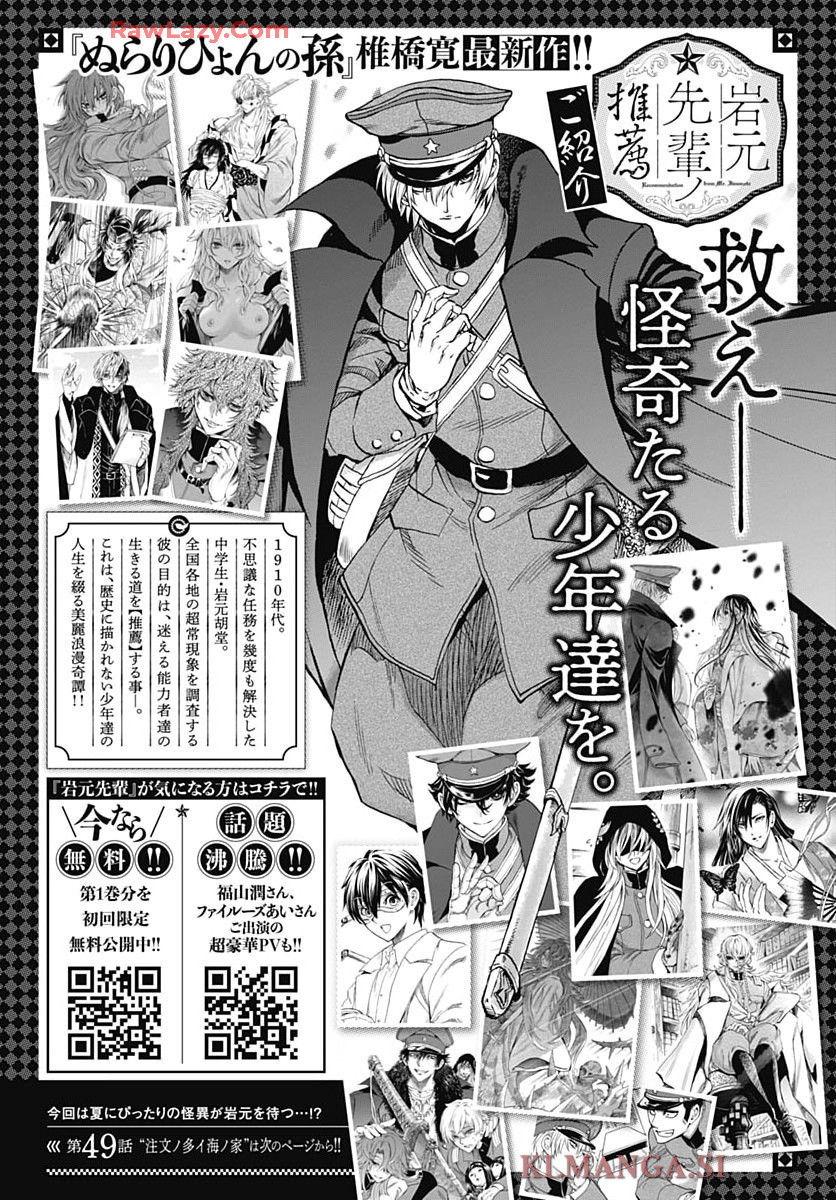 RawLazy.Com
『ぬらりひょんの孫』椎橋寛最新作!!
岩元
先輩ノ
推薦
Recommendation from Mr. Iwamoto
ご紹介
救え――
怪奇たる
少年達を。
1910年代。
不思議な任務を幾度も解決した
中学生・岩元胡堂。
全国各地の超常現象を調査する
彼の目的は、迷える能力者達の
生きる道を【推薦】する事―。
これは、歴史に描かれない少年達の
人生を綴る美麗浪漫奇譚!!
『岩元先輩』が気になる方はコチラで!!
話題
沸騰!!
福山潤さん、
ファイルーズあいさん
ご出演の
超豪華PVも!!
今なら
無料!!
第1巻分を
初回限定
無料公開中!!
今回は夏にぴったりの怪異が岩元を待つ…!?
第49話 “注文ノ多イ海ノ家”は次のページから!!
KLMANGA.SI